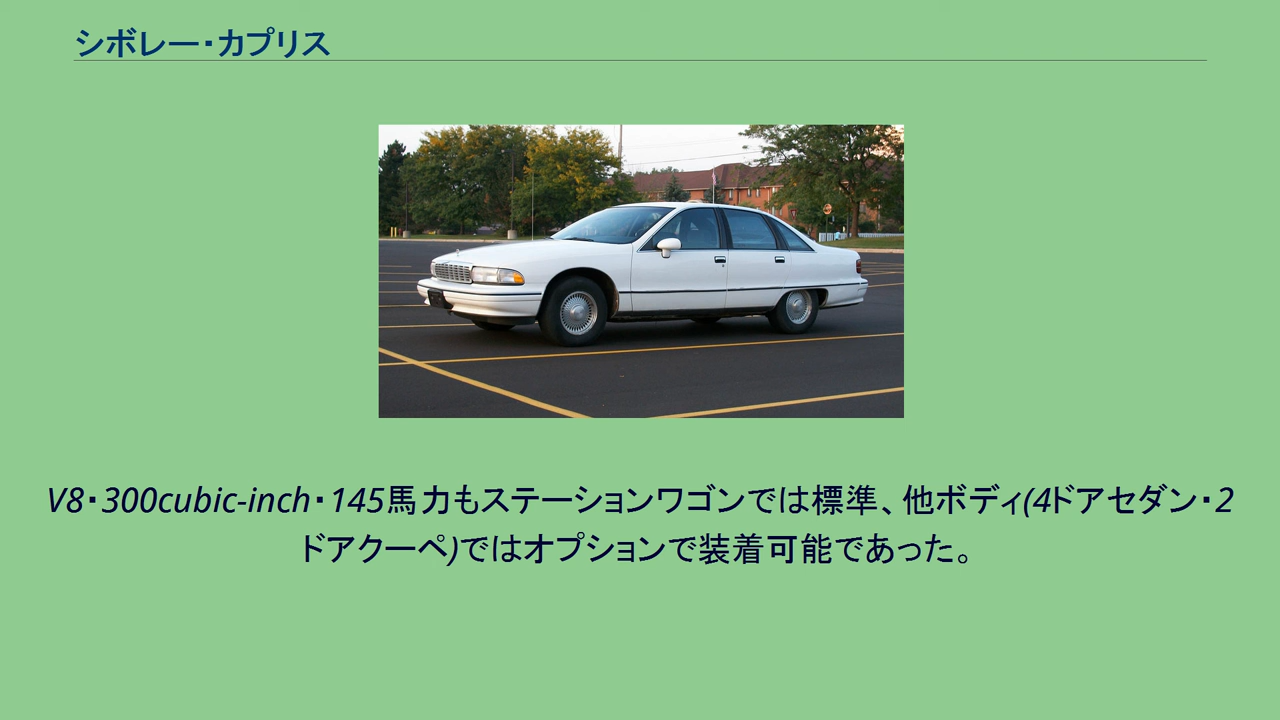 シボレー・カプリス
V8・300cubic-inch・145馬力もステーションワゴンでは標準、他ボディ(4ドアセダン・2
ドアクーペ)ではオプションで装着可能であった。